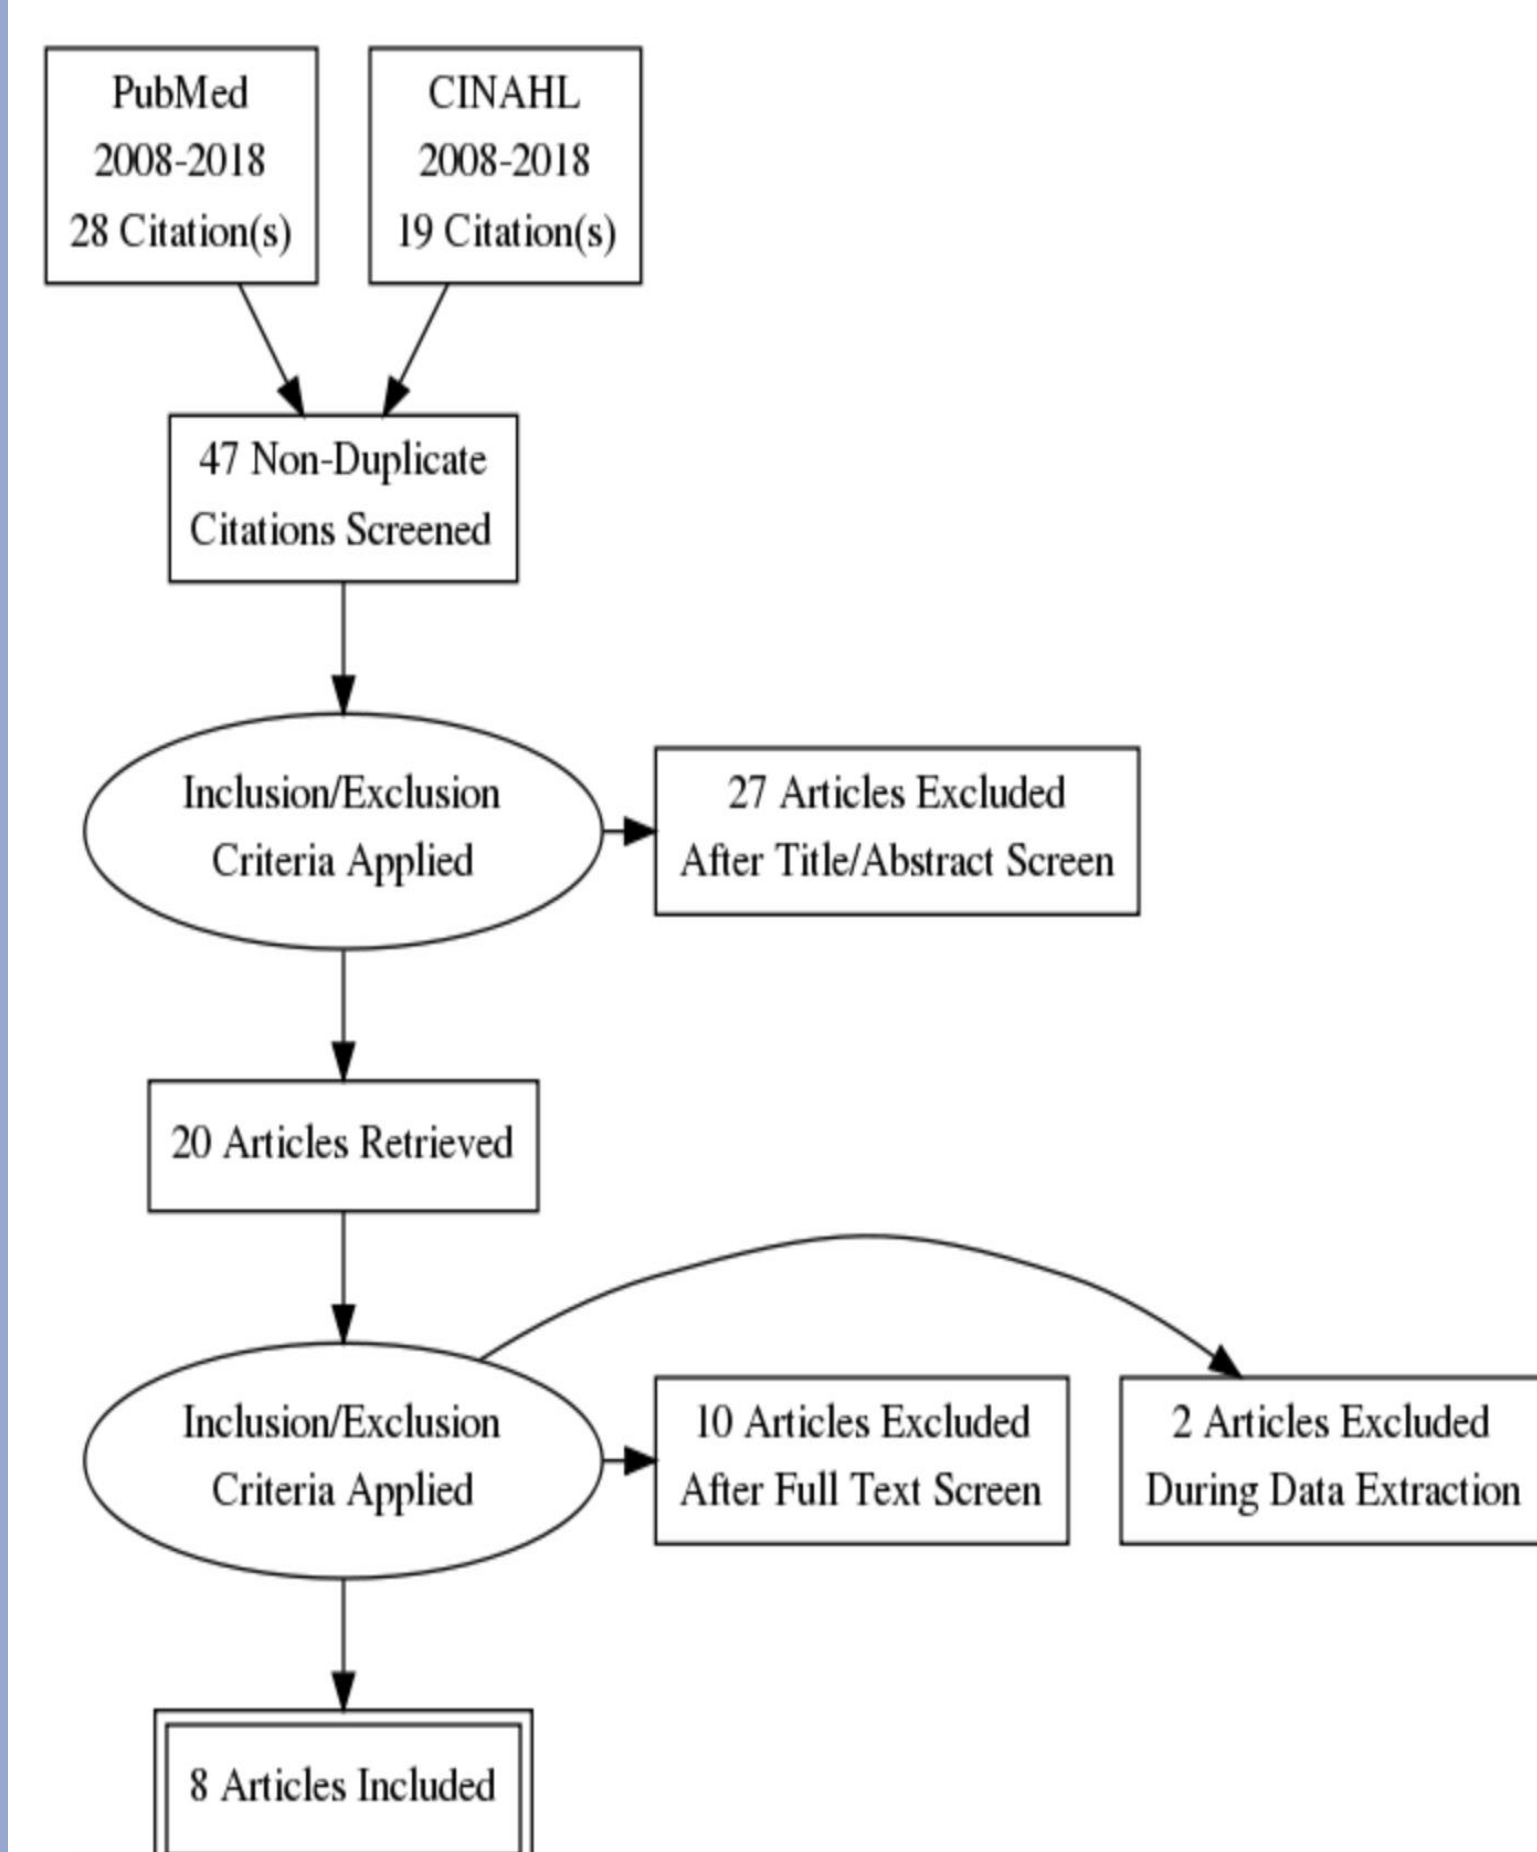 PubMed
2008-2018
28 Citation(s)
CINAHL
2008-2018
19 Citation(s)
47 Non-Duplicate
Citations Screened
Inclusion/Exclusion
Criteria Applied
27 Articles Excluded
After Title/Abstract Screen
20 Articles Retrieved
Inclusion/Exclusion
Criteria Applied
10 Articles Excluded
After Full Text Screen
2 Articles Excluded
During Data Extraction
8 Articles Included